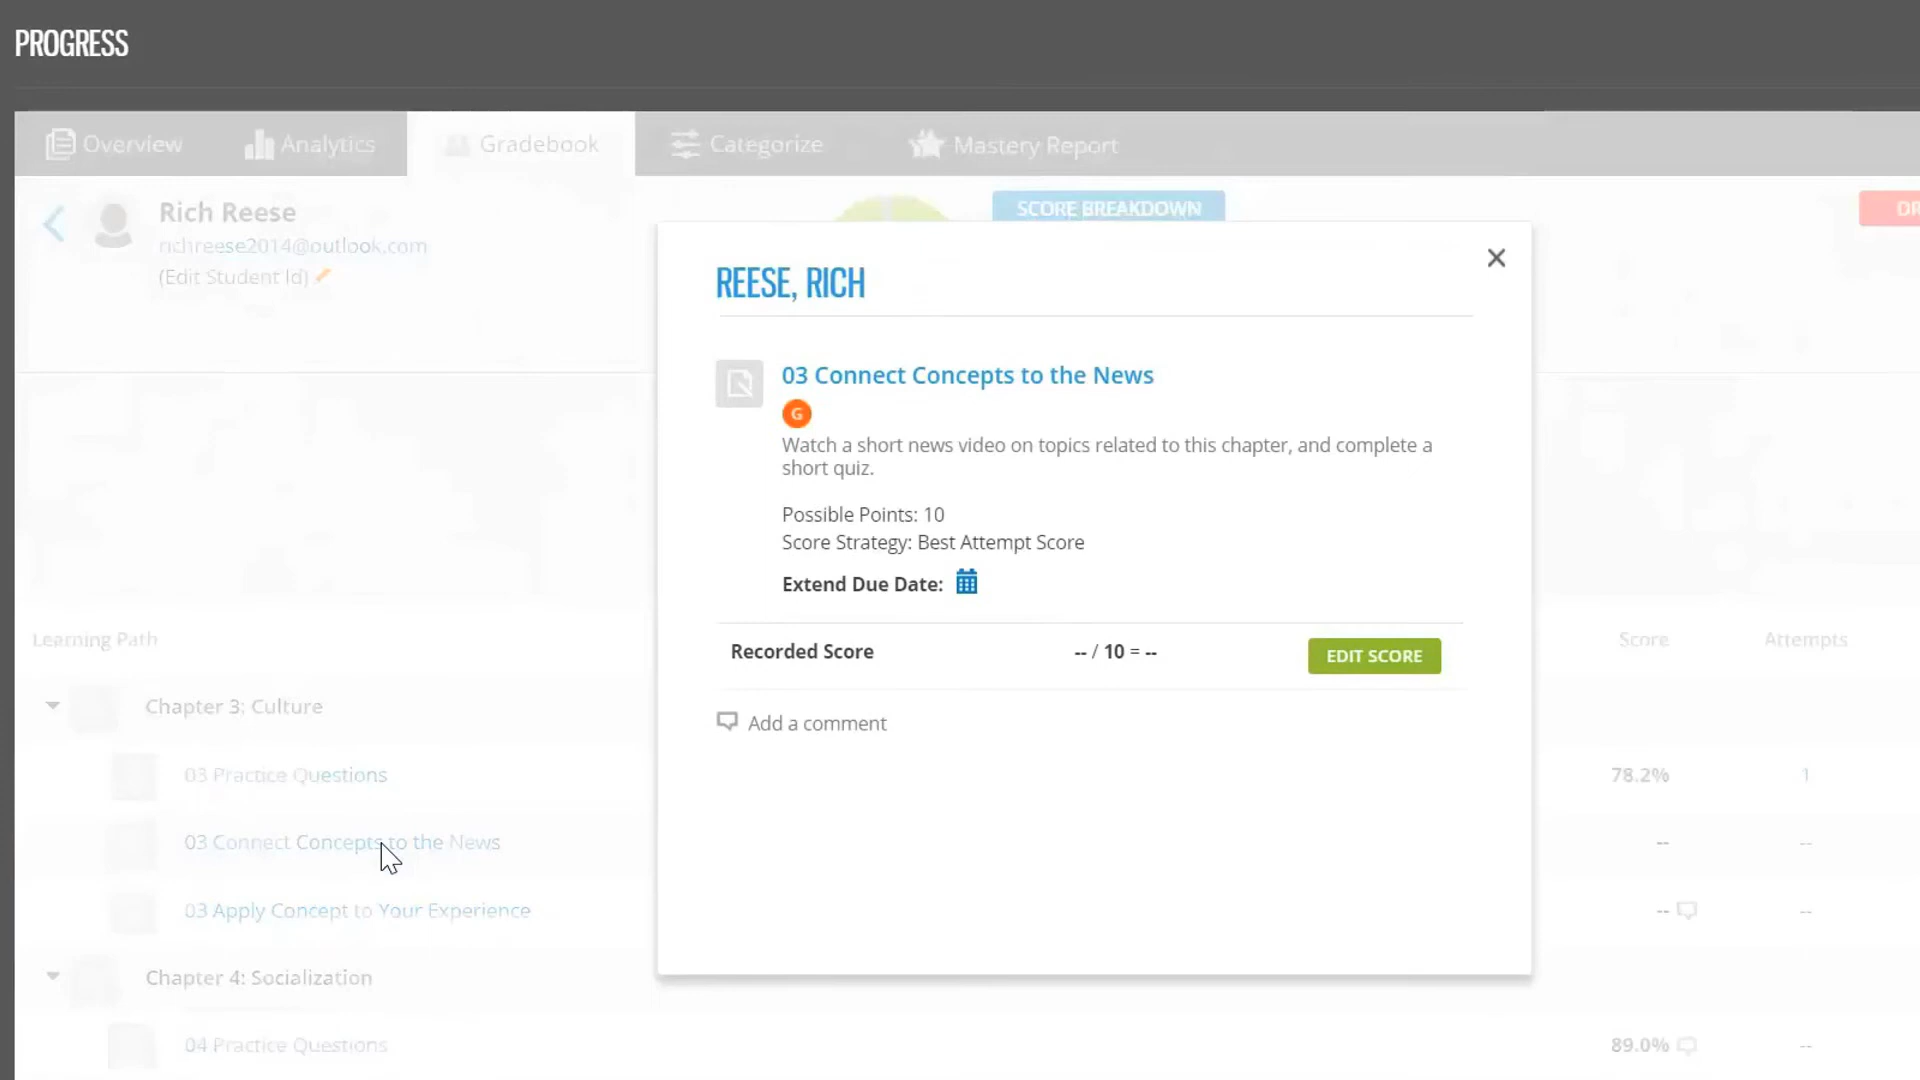 PROGRESS
Overview
Analytics
Gradebook
Categorize
Mastery Report
Rich Reese
richreese2014@outlook.com
(Edit Student Id)
SCORE BREAKDOWN
DR
REESE, RICH
03 Connect Concepts to the News
G
Watch a short news video on topics related to this chapter, and complete a
short quiz.
Possible Points: 10
Score Strategy: Best Attempt Score
Extend Due Date:
Recorded Score -- / 10 = -- EDIT SCORE
Add a comment
Learning Path Score Attempts
Chapter 3: Culture
03 Practice Questions 78.2% 1
03 Connect Concepts to the News -- --
03 Apply Concept to Your Experience -- --
Chapter 4: Socialization
04 Practice Questions 89.0% --